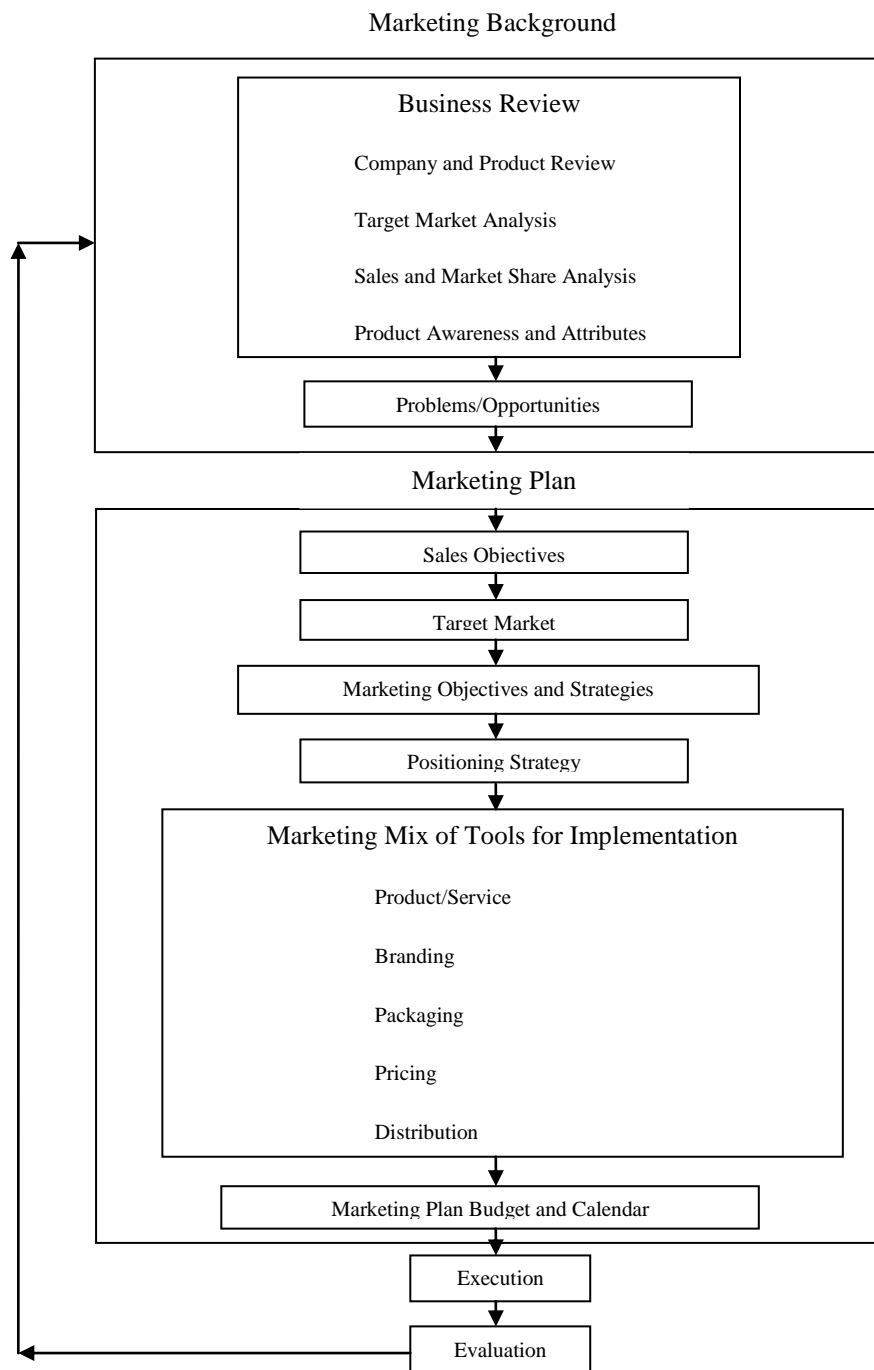 Marketing Background
Business Review
Company and Product Review
Target Market Analysis
Sales and Market Share Analysis
Product Awareness and Attributes
Problems/Opportunities
Marketing Plan
Sales Objectives
Target Market
Marketing Objectives and Strategies
Positioning Strategy
Marketing Mix of Tools for Implementation
Product/Service
Branding
Packaging
Pricing
Distribution
Marketing Plan Budget and Calendar
Execution
Evaluation